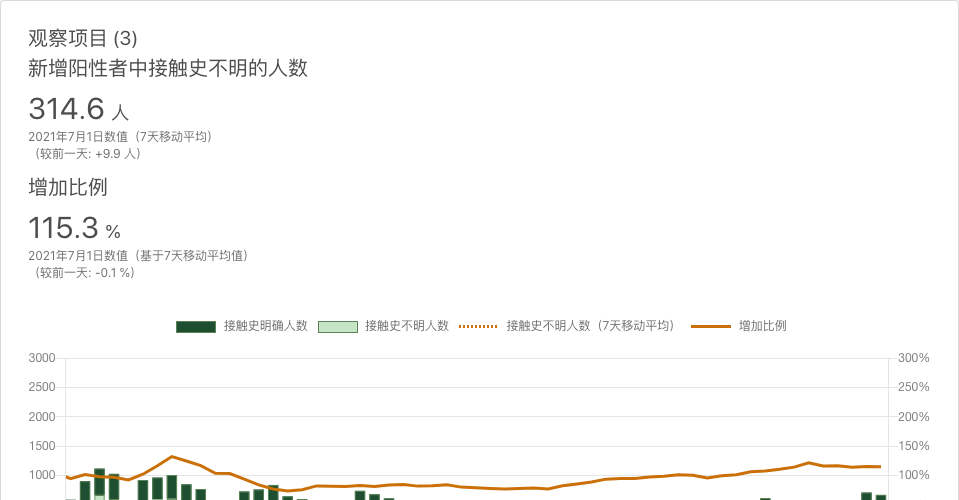 观察项目 (3)
新增阳性者中接触史不明的人数
314.6 人
2021年7月1日数值（7天移动平均）
（较前一天: +9.9 人）
增加比例
115.3 %
2021年7月1日数值（基于7天移动平均值）
（较前一天: -0.1 %）
接触史明确人数 接触史不明人数 接触史不明人数（7天移动平均） 增加比例
3000 300%
2500 250%
2000 200%
1500 150%
1000 100%